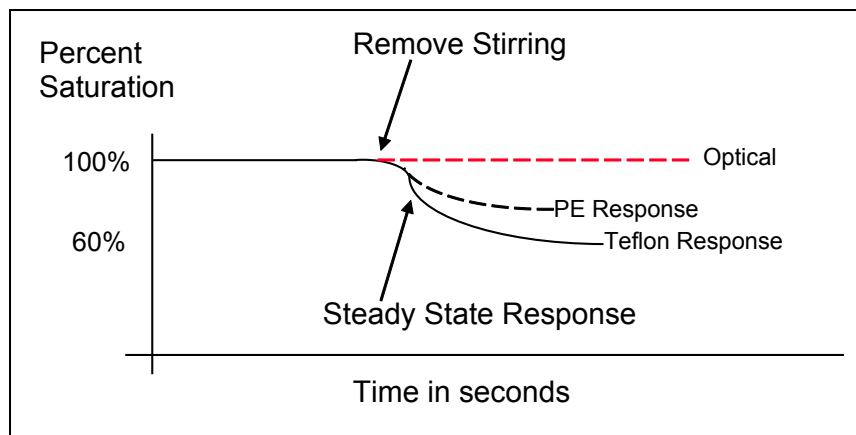 Remove Stirring
Percent
Saturation
100%
Optical
PE Response
60%
Teflon Response
Steady State Response
Time in seconds